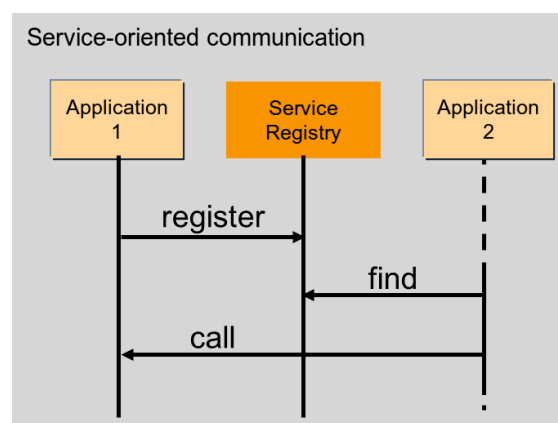 Service-oriented communication
Application
1
Service
Registry
Application
2
register
find
call